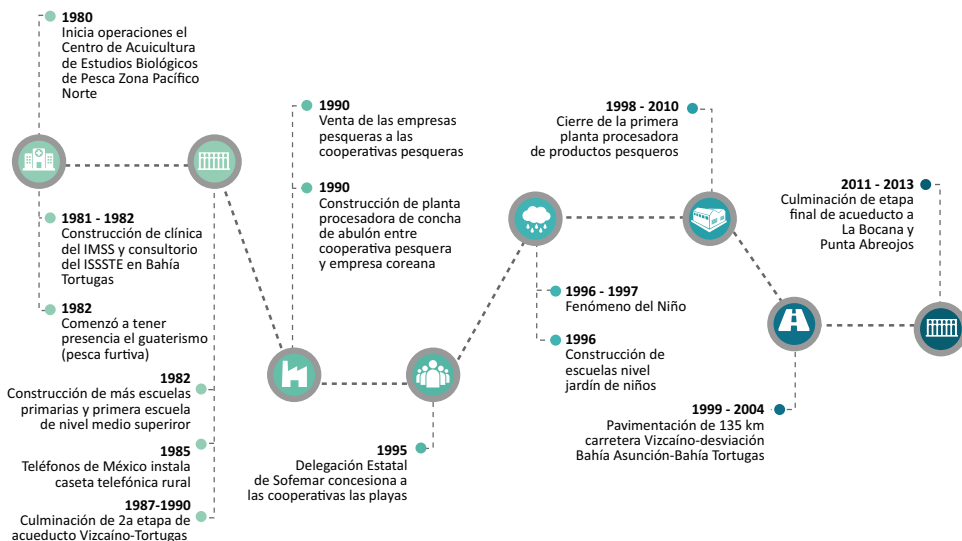 1980
Inicia operaciones el
Centro de Acuicultura
de Estudios Biológicos
de Pesca Zona Pacífico
Norte
1981 - 1982
Construcción de clínica
del IMSS y consultorio
del ISSSTE en Bahía
Tortugas
1982
Comenzó a tener
presencia el guaterismo
(pesca furtiva)
1982
Construcción de más escuelas
primarias y primera escuela
de nivel medio superiror
1985
Teléfonos de México instala
caseta telefónica rural
1987-1990
Culminación de 2a etapa de
acueducto Vizcaíno-Tortugas
1990
Venta de las empresas
pesqueras a las
cooperativas pesqueras
1990
Construcción de planta
procesadora de concha
de abulón entre
cooperativa pesquera
y empresa coreana
1995
Delegación Estatal
de Sofemar concesiona a
las cooperativas las playas
1996 - 1997
Fenómeno del Niño
1996
Construcción de
escuelas nivel
jardín de niños
1998 - 2010
Cierre de la primera
planta procesadora
de productos pesqueros
1999 - 2004
Pavimentación de 135 km
carretera Vizcaíno-desviación
Bahía Asunción-Bahía Tortugas
2011 - 2013
Culminación de etapa
final de acueducto a
La Bocana y
Punta Abreojos